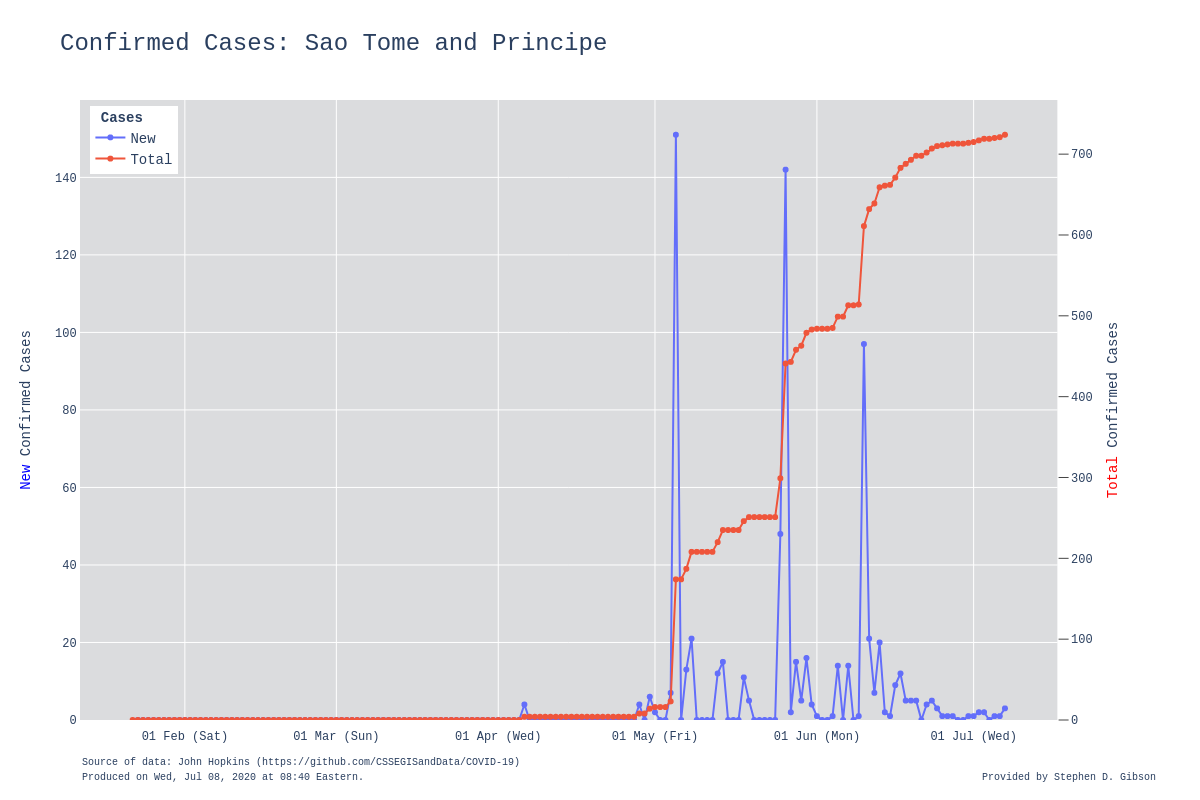 Confirmed Cases: Sao Tome and Principe
Cases
New
Total
140
120
100
80
60
40
20
0
New Confirmed Cases
700
600
500
400
300
200
100
0
Total Confirmed Cases
01 Feb (Sat)
01 Mar (Sun)
01 Apr (Wed)
01 May (Fri)
01 Jun (Mon)
01 Jul (Wed)
Source of data: John Hopkins (https://github.com/CSSEGISandData/COVID-19)
Produced on Wed, Jul 08, 2020 at 08:40 Eastern.
Provided by Stephen D. Gibson